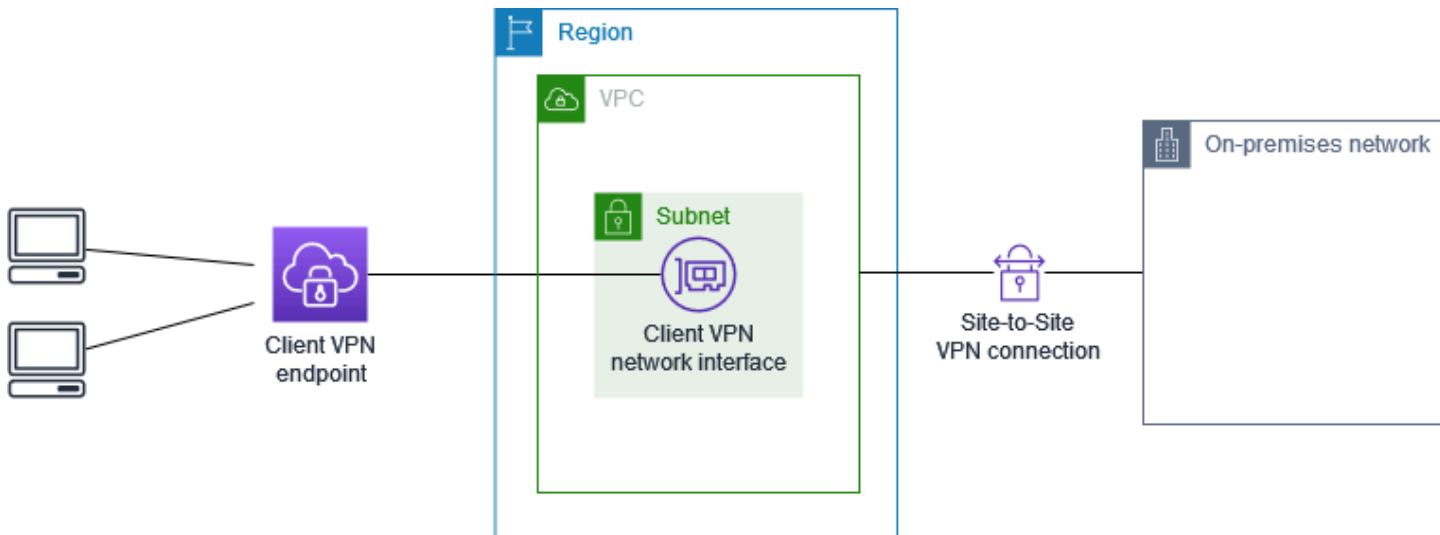 Region
VPC
On-premises network
Subnet
Client VPN
endpoint
Client VPN
network interface
Site-to-Site
VPN connection